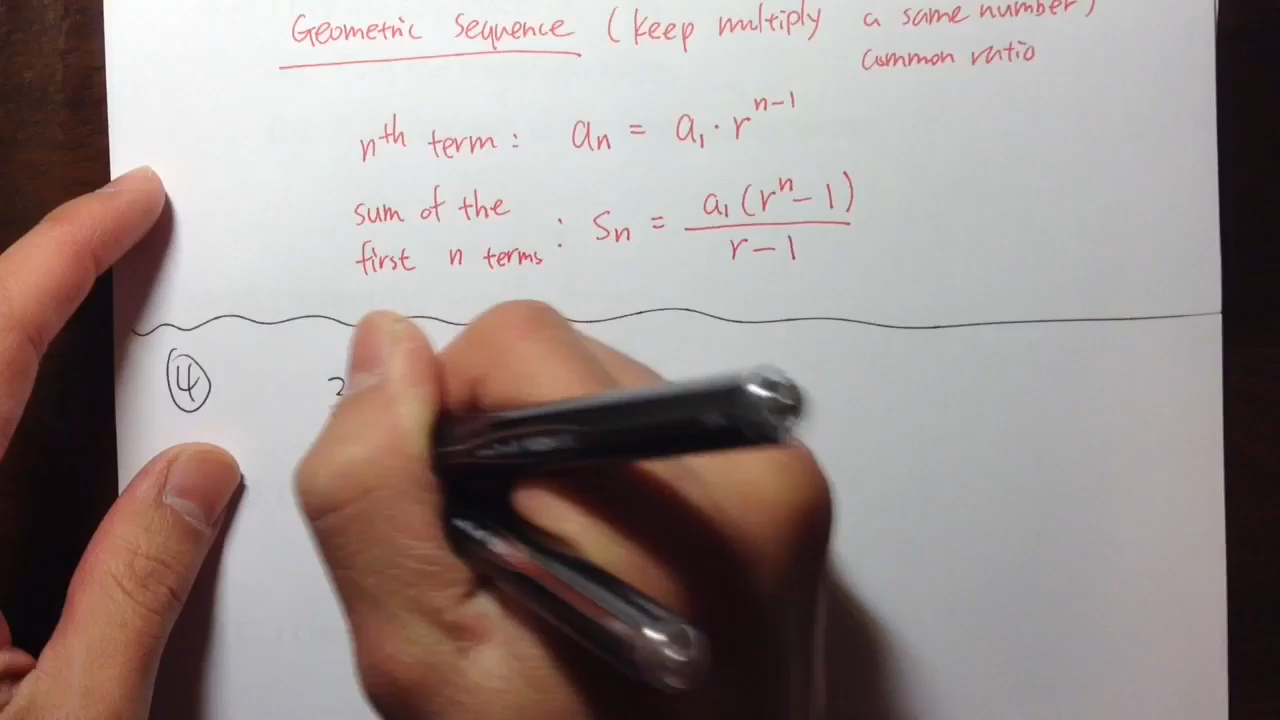 Geometric Sequence (keep multiply a same number)
common ratio
nth term : an = a1 · r^(n-1)
sum of the
first n terms : Sn = a1 (r^n - 1) / r - 1
④